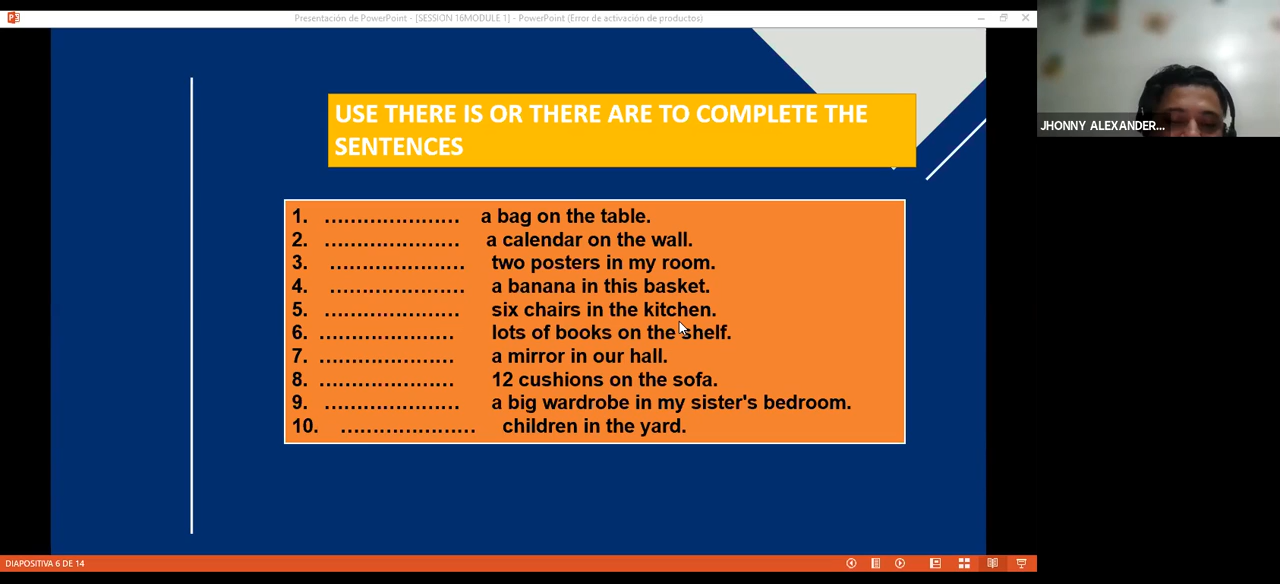 Presentación de PowerPoint - [SESSION 16MODULE 1] - PowerPoint (Error de activación de productos)
JHONNY ALEXANDER...
USE THERE IS OR THERE ARE TO COMPLETE THE
SENTENCES
1. ………………… a bag on the table.
2. ………………… a calendar on the wall.
3. ………………… two posters in my room.
4. ………………… a banana in this basket.
5. ………………… six chairs in the kitchen.
6. ………………… lots of books on the shelf.
7. ………………… a mirror in our hall.
8. ………………… 12 cushions on the sofa.
9. ………………… a big wardrobe in my sister's bedroom.
10. ………………… children in the yard.
DIAPOSITIVA 6 DE 14